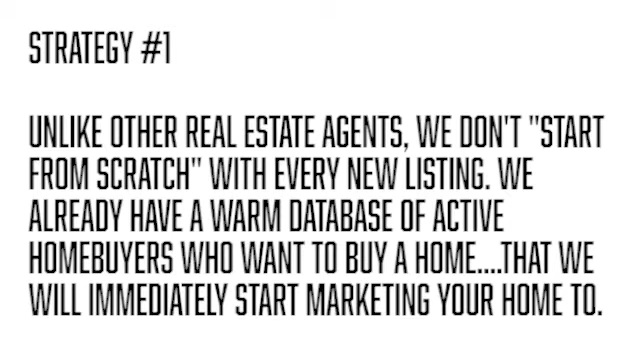 STRATEGY #1
UNLIKE OTHER REAL ESTATE AGENTS, WE DON'T "START
FROM SCRATCH" WITH EVERY NEW LISTING. WE
ALREADY HAVE A WARM DATABASE OF ACTIVE
HOMEBUYERS WHO WANT TO BUY A HOME....THAT WE
WILL IMMEDIATELY START MARKETING YOUR HOME TO.